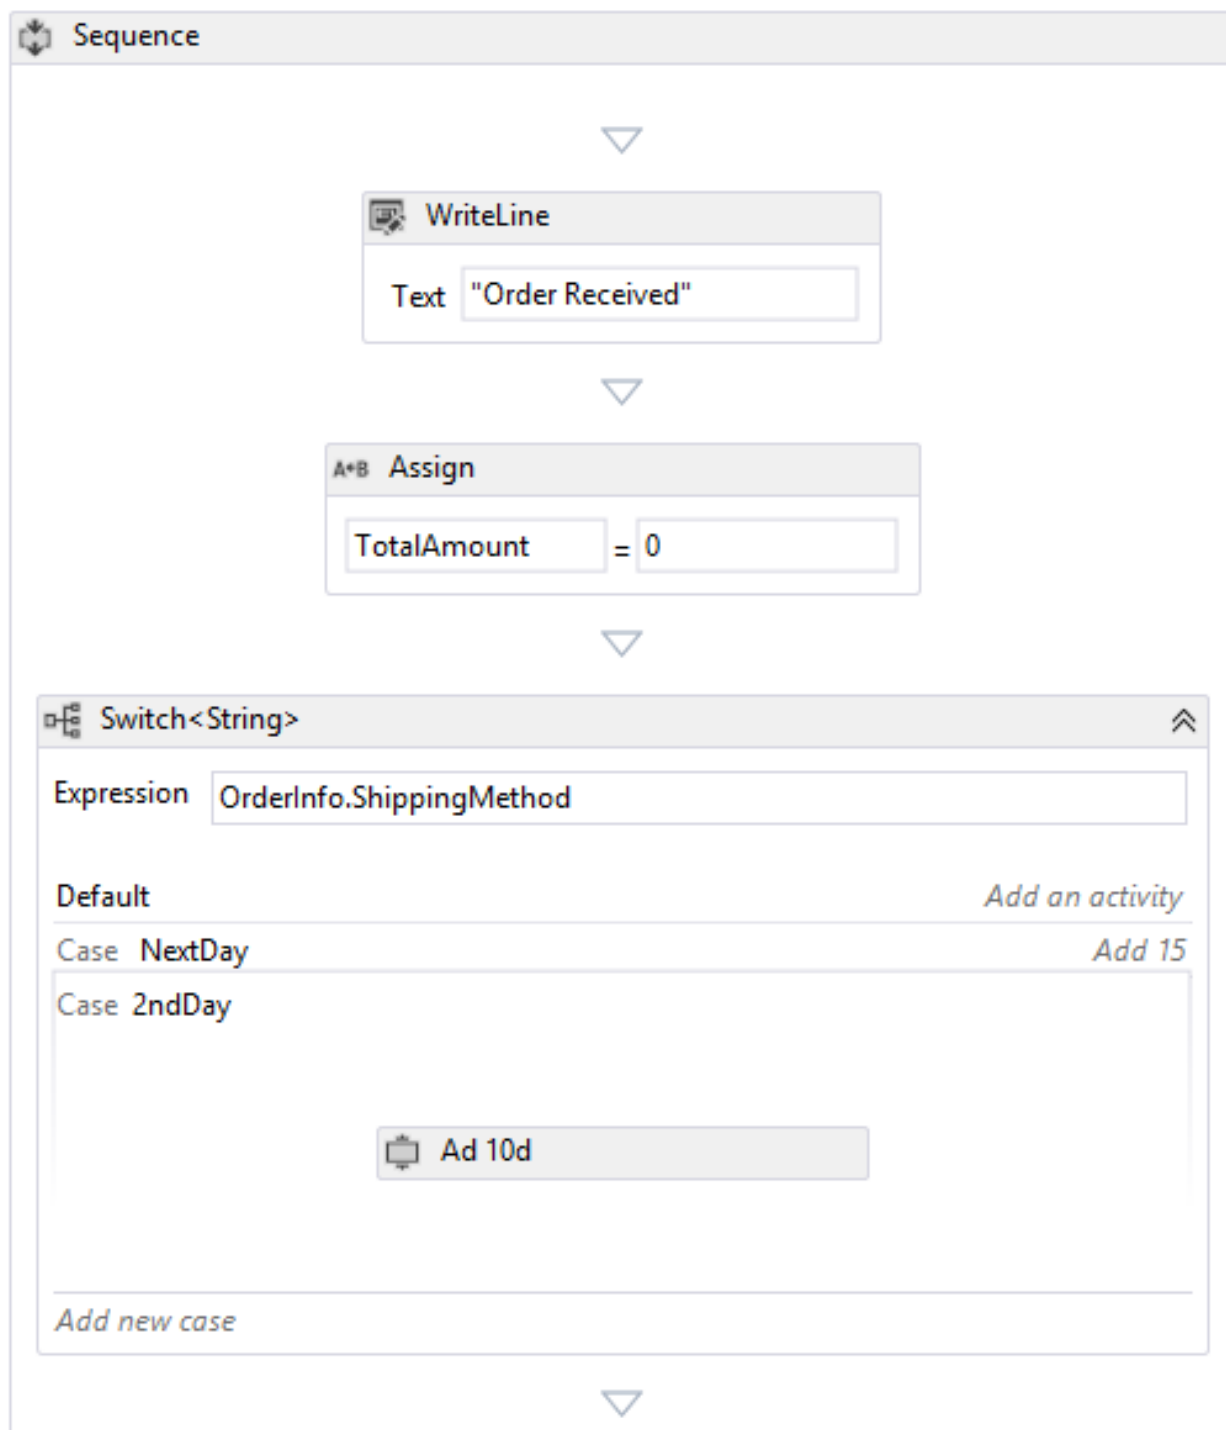 Sequence
WriteLine
Text "Order Received"
A+B Assign
TotalAmount = 0
Switch<String>
Expression OrderInfo.ShippingMethod
Default Add an activity
Case NextDay Add 15
Case 2ndDay
Ad 10d
Add new case